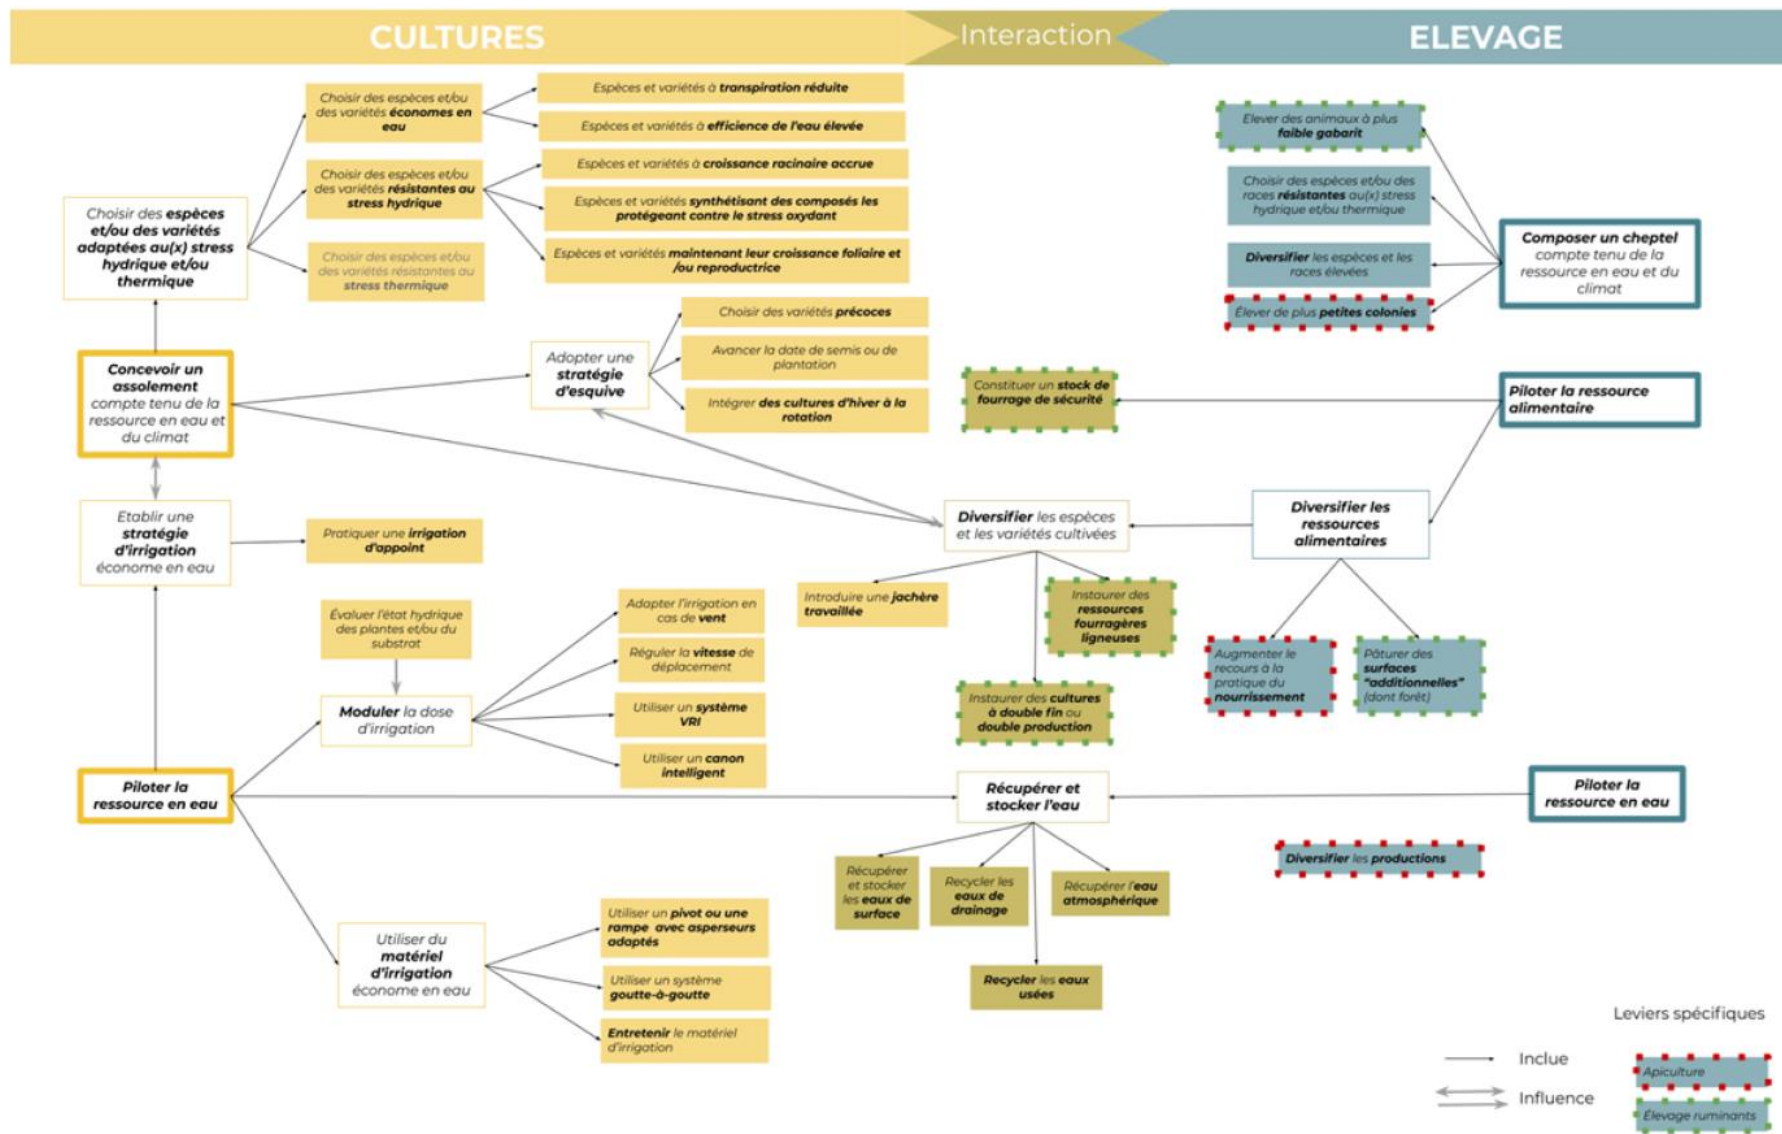 CULTURES
Interaction
ELEVAGE
Choisir des espèces et/ou
des variétés économes en
eau
Espèces et variétés à transpiration réduite
Espèces et variétés à efficience de l'eau élevée
Choisir des espèces et/ou
des variétés résistantes au
stress hydrique
Espèces et variétés à croissance racinaire accrue
Espèces et variétés synthétisant des composés les
protégeant contre le stress oxydant
Espèces et variétés maintenant leur croissance foliaire et
/ou reproductrice
Choisir des espèces
et/ou des variétés
adaptées au(x) stress
hydrique et/ou
thermique
Choisir des espèces et/ou
des variétés résistantes au
stress thermique
Elever des animaux à plus
faible gabarit
Choisir des espèces et/ou des
races résistantes au(x) stress
hydrique et/ou thermique
Diversifier les espèces et les
races élevées
Élever de plus petites colonies
Composer un cheptel
compte tenu de la
ressource en eau et du
climat
Concevoir un
assolement
compte tenu de la
ressource en eau et
du climat
Adopter une
stratégie
d'esquive
Choisir des variétés précoces
Avancer la date de semis ou de
plantation
Intégrer des cultures d'hiver à la
rotation
Constituer un stock de
fourrage de sécurité
Piloter la ressource
alimentaire
Etablir une
stratégie
d'irrigation
économe en eau
Pratiquer une irrigation
d'appoint
Diversifier les espèces
et les variétés cultivées
Diversifier les
ressources
alimentaires
Introduire une jachère
travaillée
Instaurer des
ressources
fourragères
ligneuses
Instaurer des cultures
à double fin ou
double production
Augmenter le
recours à la
pratique du
nourrissement
Pâturer des
surfaces
"additionnelles"
(dont forêt)
Évaluer l'état hydrique
des plantes et/ou du
substrat
Moduler la dose
d'irrigation
Adapter l'irrigation en
cas de vent
Réguler la vitesse de
déplacement
Utiliser un système
VRI
Utiliser un canon
intelligent
Piloter la
ressource en eau
Récupérer et
stocker l'eau
Piloter la
ressource en eau
Récupérer
et stocker
les eaux de
surface
Recycler les
eaux de
drainage
Récupérer l'eau
atmosphérique
Recycler les eaux
usées
Diversifier les productions
Utiliser du
matériel
d'irrigation
économe en eau
Utiliser un pivot ou une
rampe avec asperseurs
adaptés
Utiliser un système
goutte-à-goutte
Entretenir le matériel
d'irrigation
Leviers spécifiques
Inclue
Influence
Apiculture
Élevage ruminants